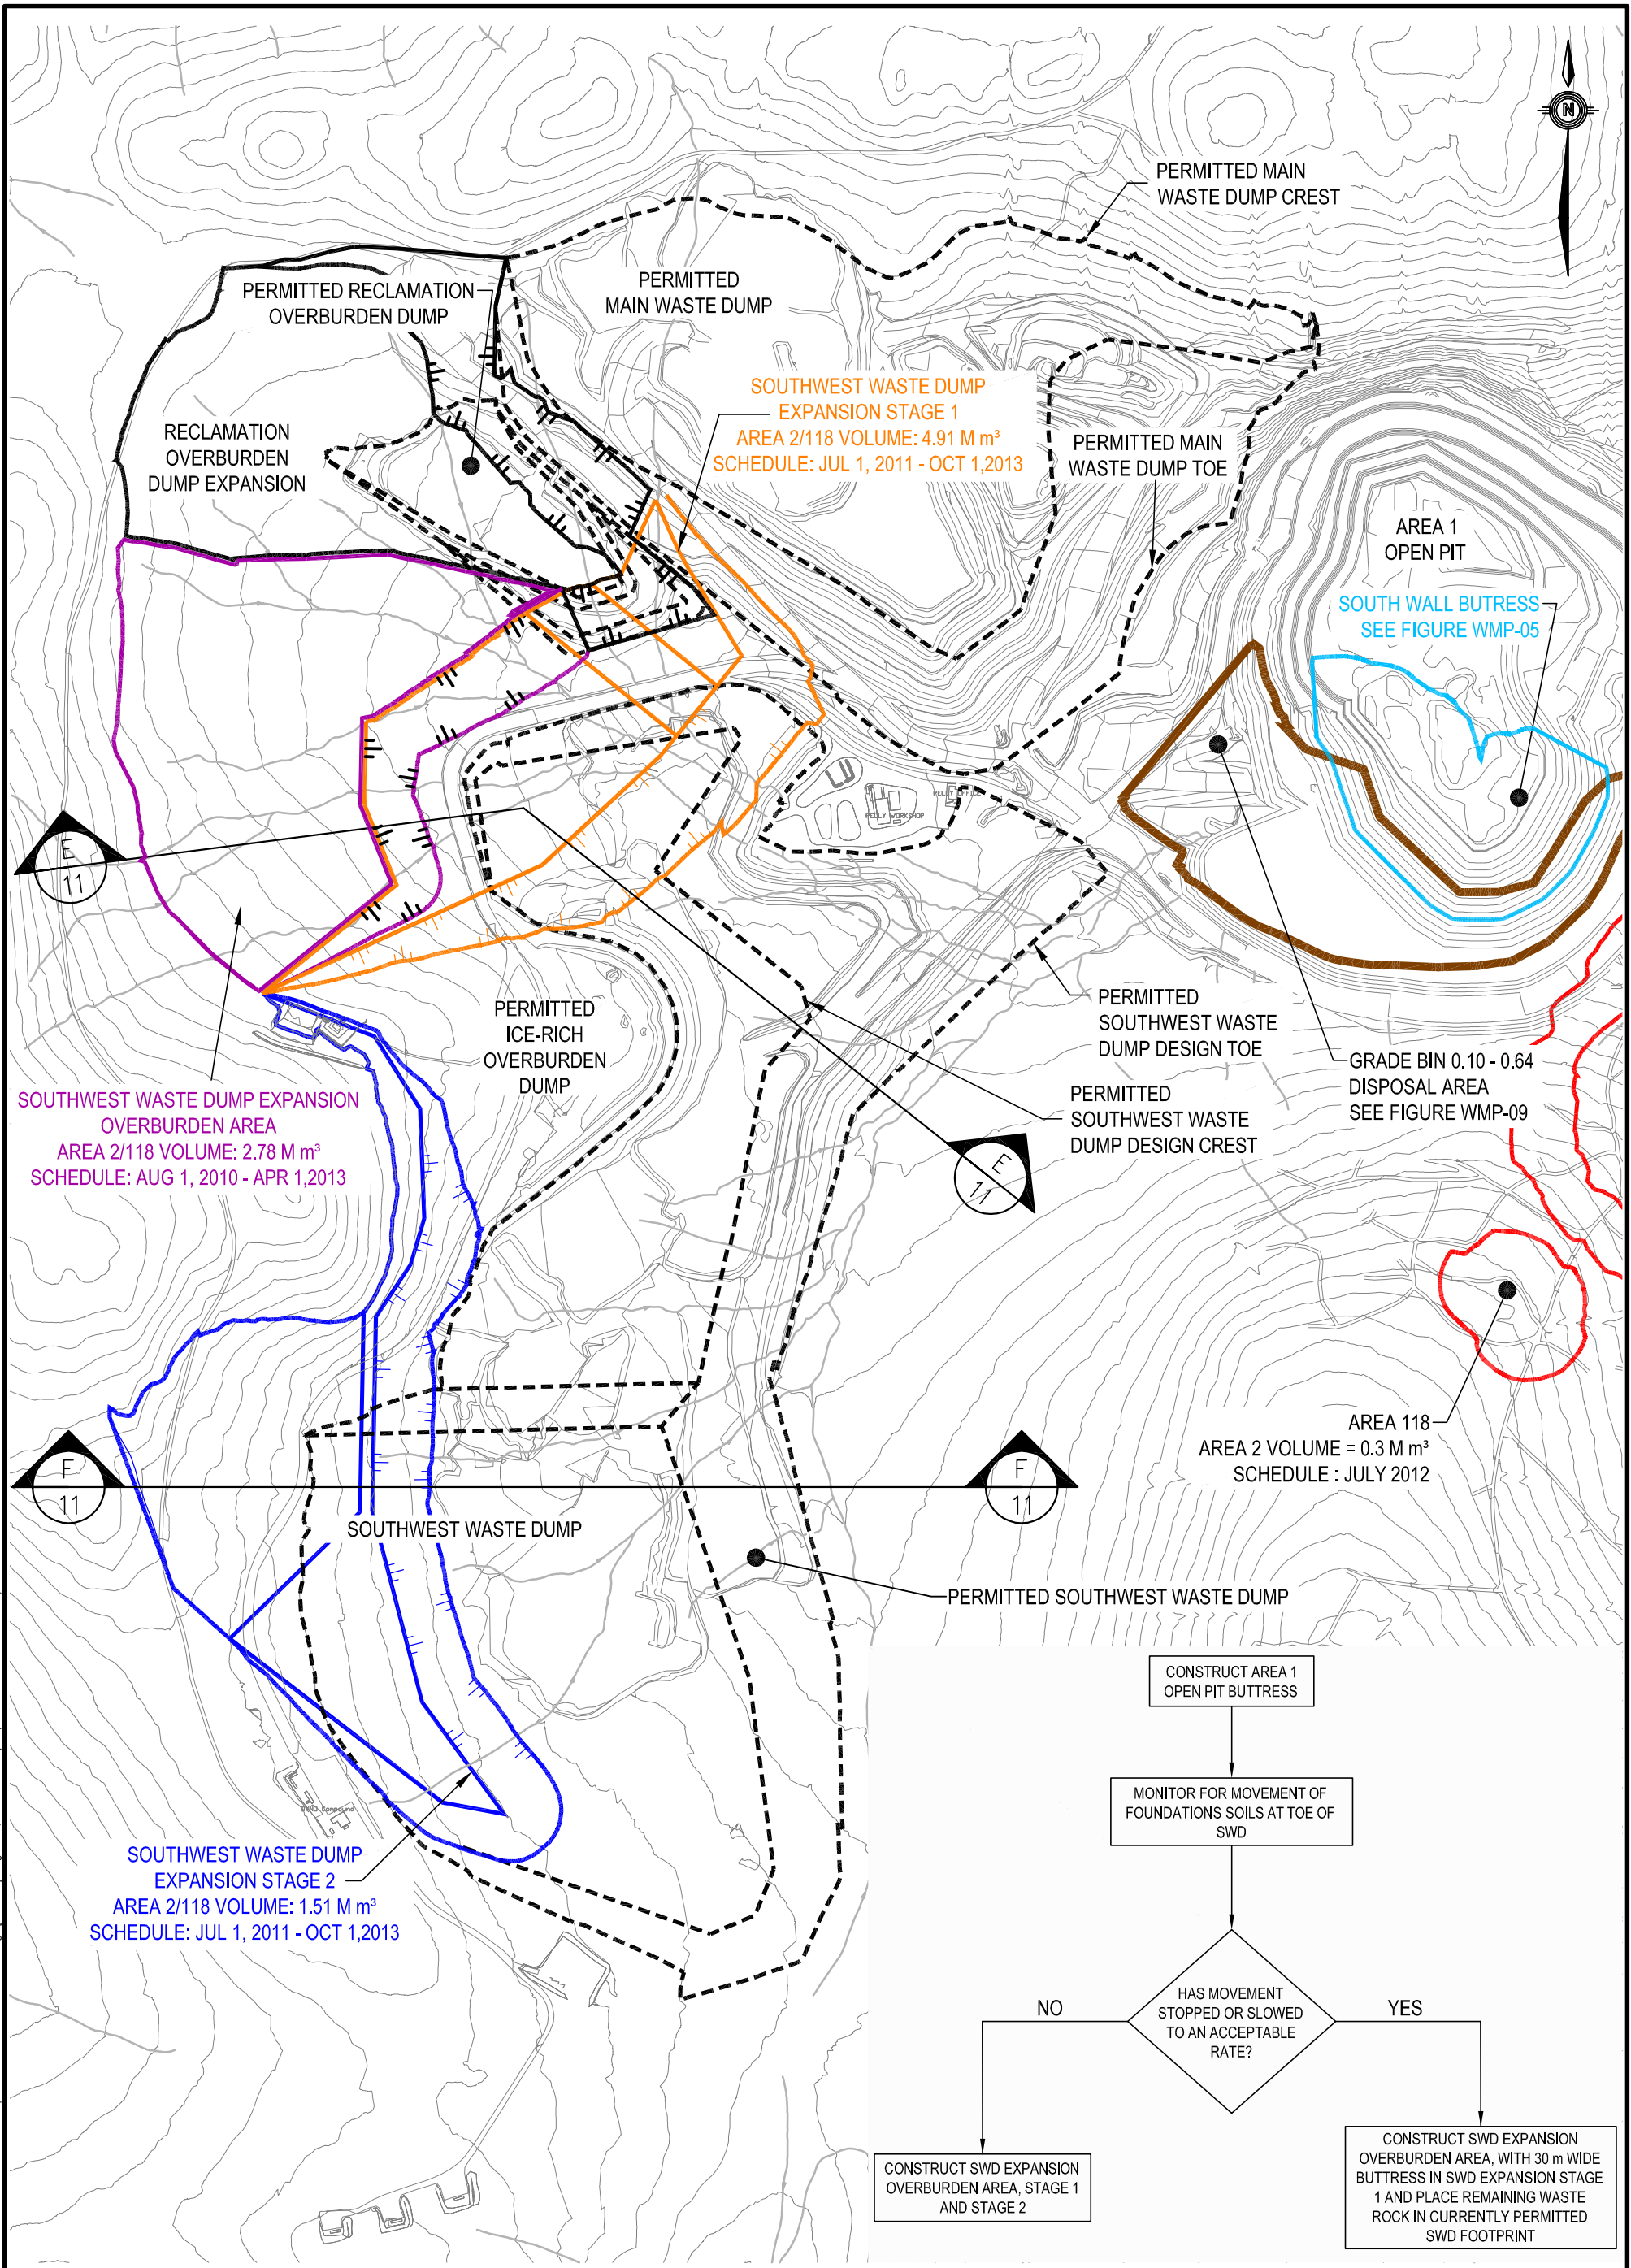 N
PERMITTED MAIN
WASTE DUMP CREST
PERMITTED RECLAMATION
OVERBURDEN DUMP
PERMITTED
MAIN WASTE DUMP
SOUTHWEST WASTE DUMP
EXPANSION STAGE 1
AREA 2/118 VOLUME: 4.91 M m³
SCHEDULE: JUL 1, 2011 - OCT 1,2013
RECLAMATION
OVERBURDEN
DUMP EXPANSION
PERMITTED MAIN
WASTE DUMP TOE
AREA 1
OPEN PIT
SOUTH WALL BUTRESS
SEE FIGURE WMP-05
PELLY OFFICE
PELLY WORKSHOP
E
11
PERMITTED
ICE-RICH
OVERBURDEN
DUMP
PERMITTED
SOUTHWEST WASTE
DUMP DESIGN TOE
GRADE BIN 0.10 - 0.64
DISPOSAL AREA
SEE FIGURE WMP-09
PERMITTED
SOUTHWEST WASTE
DUMP DESIGN CREST
SOUTHWEST WASTE DUMP EXPANSION
OVERBURDEN AREA
AREA 2/118 VOLUME: 2.78 M m³
SCHEDULE: AUG 1, 2010 - APR 1,2013
E
11
AREA 118
AREA 2 VOLUME = 0.3 M m³
SCHEDULE : JULY 2012
F
11
F
11
SOUTHWEST WASTE DUMP
PERMITTED SOUTHWEST WASTE DUMP
Compound
SOUTHWEST WASTE DUMP
EXPANSION STAGE 2
AREA 2/118 VOLUME: 1.51 M m³
SCHEDULE: JUL 1, 2011 - OCT 1,2013
CONSTRUCT AREA 1
OPEN PIT BUTTRESS
MONITOR FOR MOVEMENT OF
FOUNDATIONS SOILS AT TOE OF
SWD
HAS MOVEMENT
STOPPED OR SLOWED
TO AN ACCEPTABLE
RATE?
NO
YES
CONSTRUCT SWD EXPANSION
OVERBURDEN AREA, STAGE 1
AND STAGE 2
CONSTRUCT SWD EXPANSION
OVERBURDEN AREA, WITH 30 m WIDE
BUTTRESS IN SWD EXPANSION STAGE
1 AND PLACE REMAINING WASTE
ROCK IN CURRENTLY PERMITTED
SWD FOOTPRINT